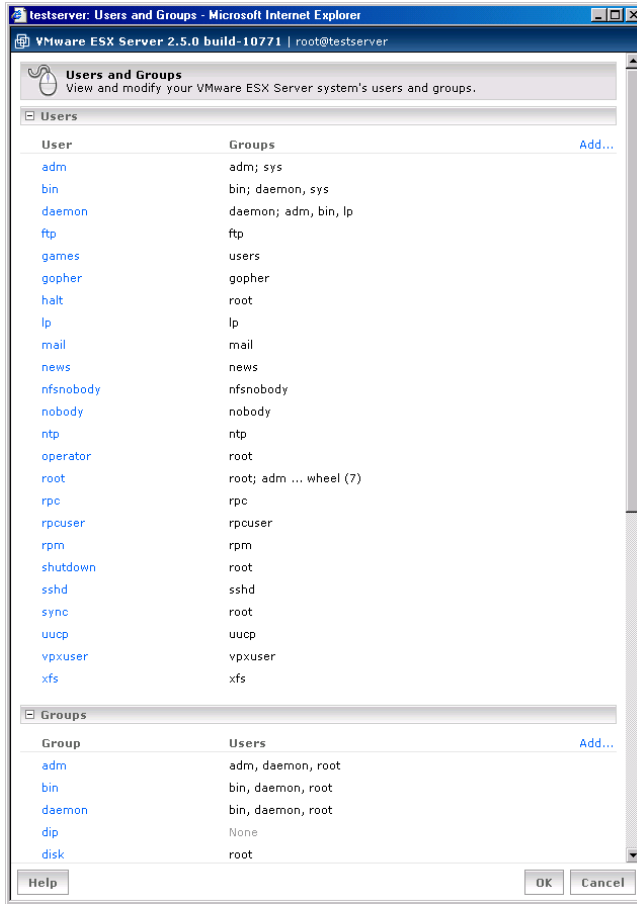 testserver: Users and Groups - Microsoft Internet Explorer
VMware ESX Server 2.5.0 build-10771 | root@testserver
Users and Groups
View and modify your VMware ESX Server system's users and groups.
Users
User Groups Add...
adm adm; sys
bin bin; daemon, sys
daemon daemon; adm, bin, lp
ftp ftp
games users
gopher gopher
halt root
lp lp
mail mail
news news
nfsnobody nfsnobody
nobody nobody
ntp ntp
operator root
root root; adm ... wheel (7)
rpc rpc
rpcuser rpcuser
rpm rpm
shutdown root
sshd sshd
sync root
uucp uucp
vpxuser vpxuser
xfs xfs
Groups
Group Users Add...
adm adm, daemon, root
bin bin, daemon, root
daemon bin, daemon, root
dip None
disk root
Help OK Cancel